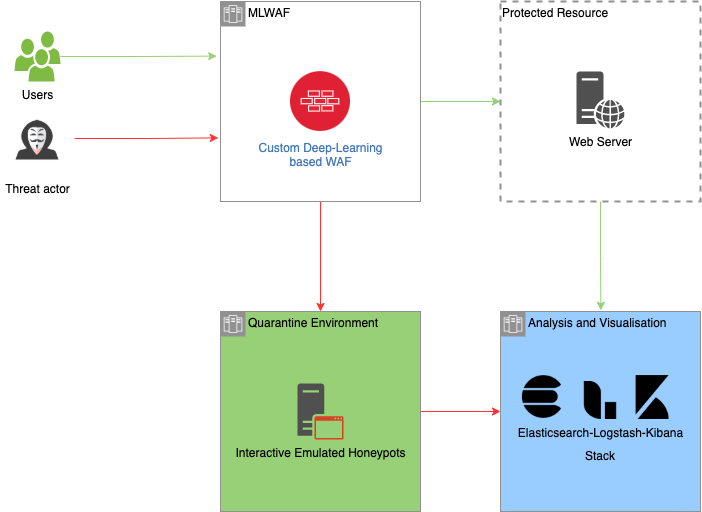 MLWAF
Protected Resource
Users
Custom Deep-Learning
based WAF
Web Server
Threat actor
Quarantine Environment
Analysis and Visualisation
Interactive Emulated Honeypots
Elasticsearch-Logstash-Kibana
Stack